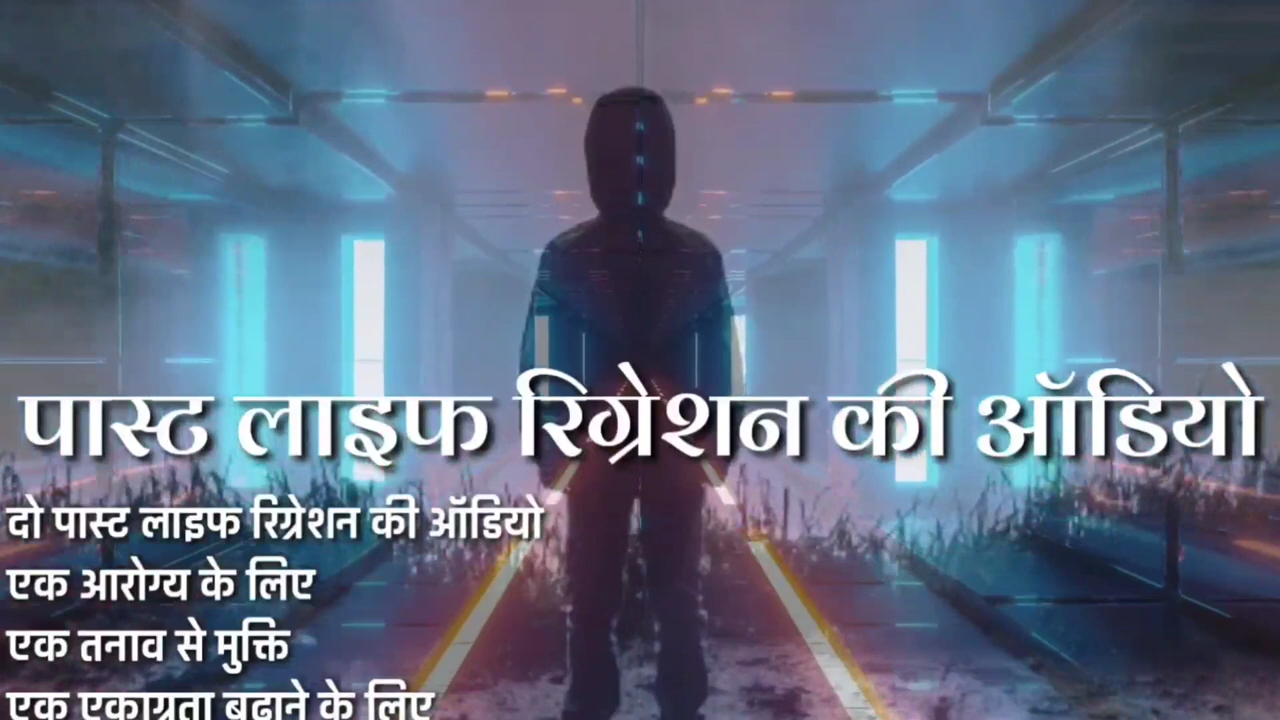 पास्ट लाइफ रिग्रेशन की ऑडियो
दो पास्ट लाइफ रिग्रेशन की ऑडियो
एक आरोग्य के लिए
एक तनाव से मुक्ति
एक एकाग्रता बढ़ाने के लिए